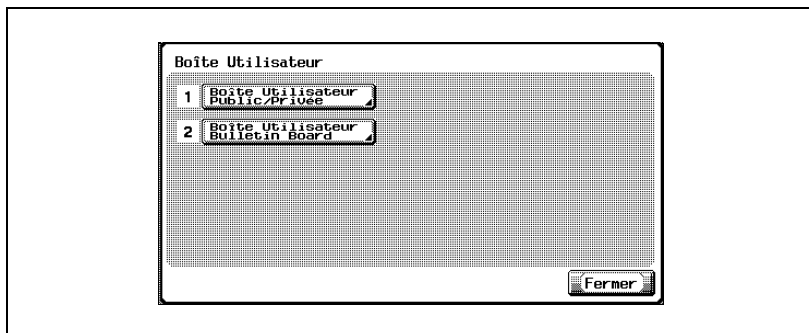 Boîte Utilisateur
1 Boîte Utilisateur
Public/Privée
2 Boîte Utilisateur
Bulletin Board
Fermer